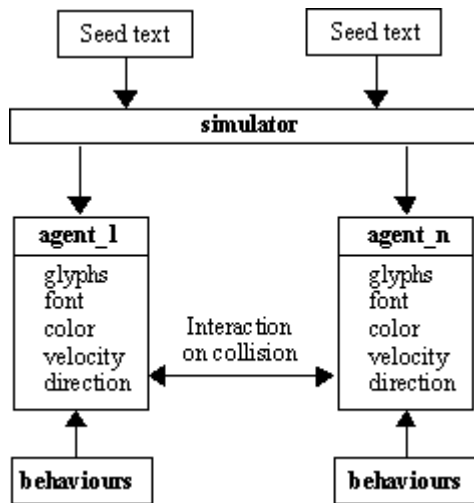 Seed text
Seed text
simulator
agent_1
glyphs
font
color
velocity
direction
Interaction
on collision
agent_n
glyphs
font
color
velocity
direction
behaviours
behaviours